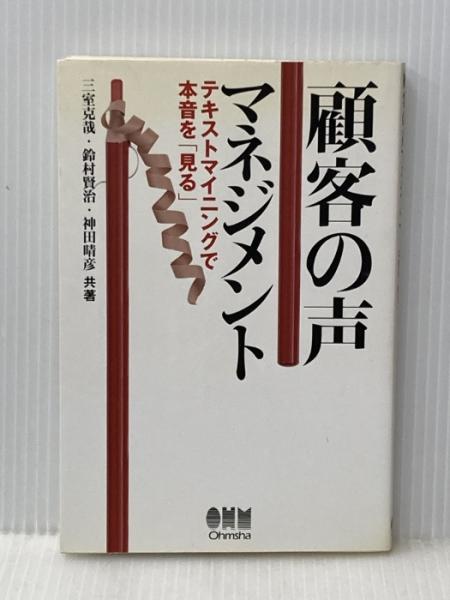 顧客の声
マネジメント
テキストマイニングで
本音を「見る」
三室克哉・鈴村賢治・神田晴彦 共著
OHM
Ohmsha